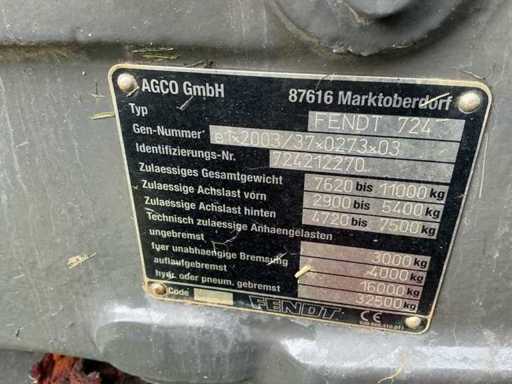 AGCO GmbH 87616 Marktoberdorf
Typ FENDT 724
Gen-Nummer e1*2003/37*0273*03
Identifizierungs-Nr. 724212270
Zulaessiges Gesamtgewicht 7620 bis 11000 kg
Zulaessige Achslast vorn 2900 bis 5400 kg
Zulaessige Achslast hinten 4720 bis 7500 kg
Technisch zulaessige Anhaengelasten
ungebremst 3000 kg
fuer unabhaengige Bremsung 4000 kg
auflaufgebremst 16000 kg
hydr. oder pneum. gebremst 32500 kg
Code FENDT CE